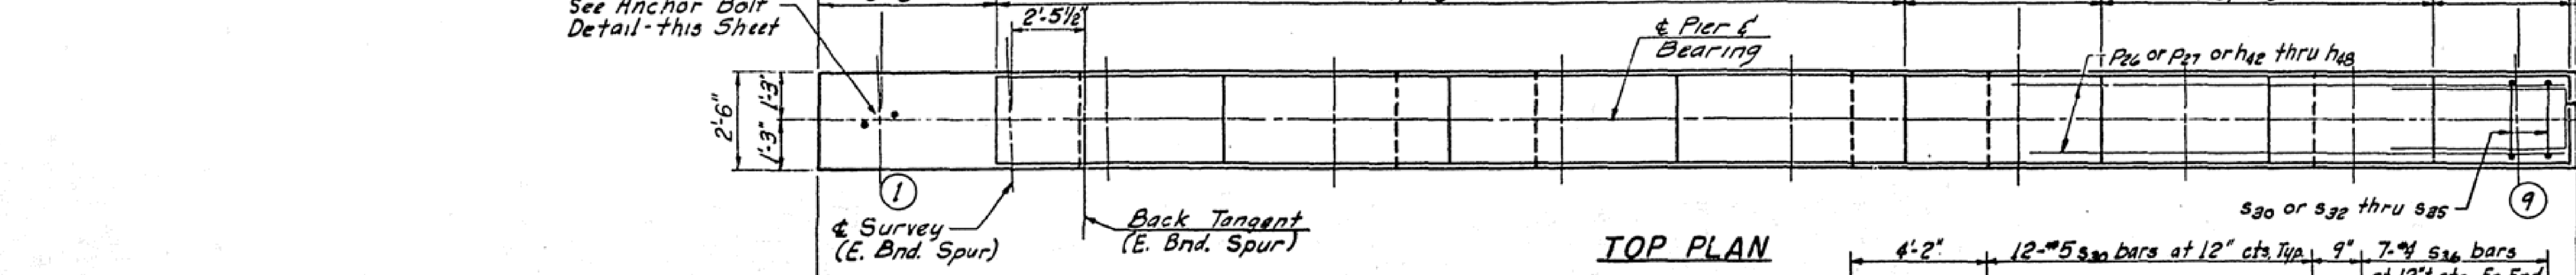 See Anchor Bolt
Detail-this Sheet
2'-5½"
℄ Pier &
Bearing
P26 or P27 or h42 thru h48
2'-6"
1'-3"
1'-3"
1
9
℄ Survey
(E. Bnd. Spur)
Back Tangent
(E. Bnd. Spur)
s30 or s32 thru s35
TOP PLAN
4'-2"
12-#5 s30 bars at 12" cts. Typ.
9"
7-#4 s36 bars